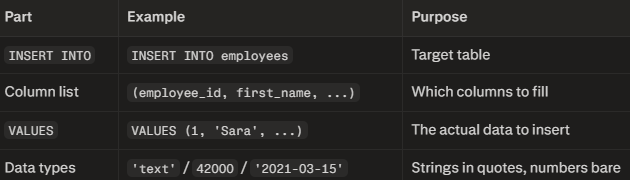 Part Example Purpose
INSERT INTO INSERT INTO employees Target table
Column list (employee_id, first_name, ...) Which columns to fill
VALUES VALUES (1, 'Sara', ...) The actual data to insert
Data types 'text' / 42000 / '2021-03-15' Strings in quotes, numbers bare